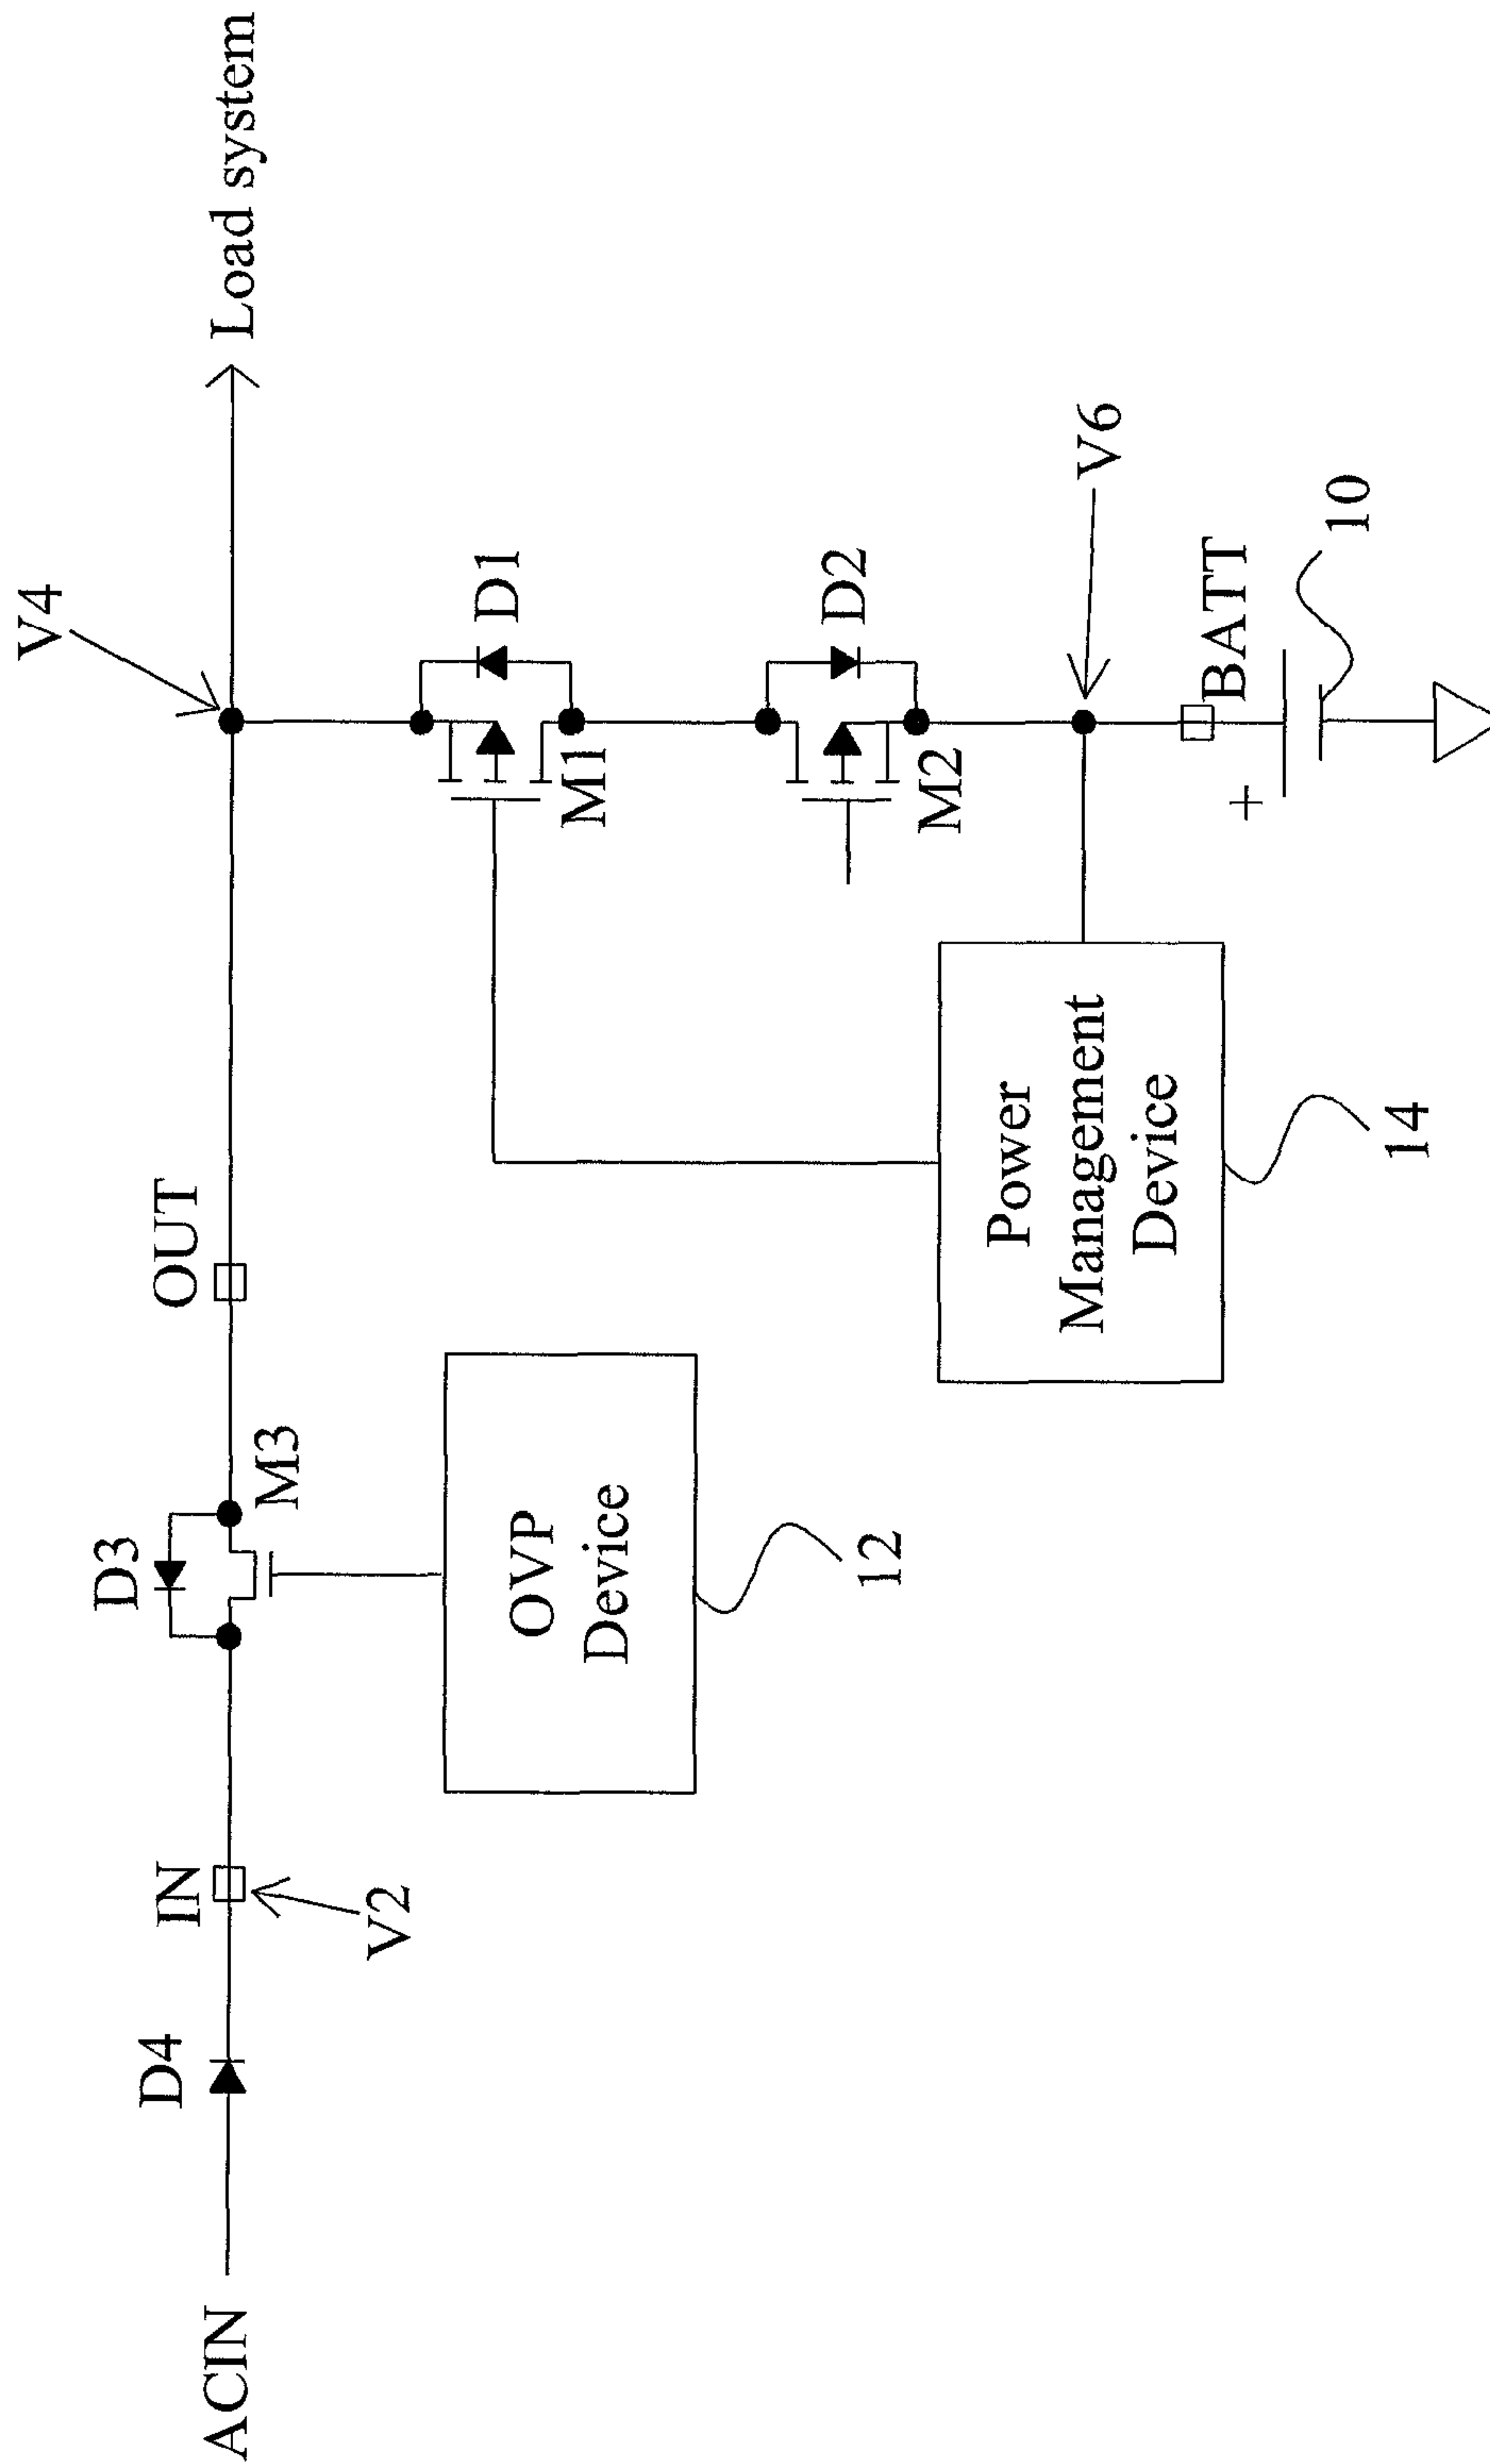 V4
Load system
D1
M1
D2
M2
V6
BATT
+
10
OUT
D3
M3
OVP
Device
12
Power
Management
Device
14
IN
V2
D4
ACIN